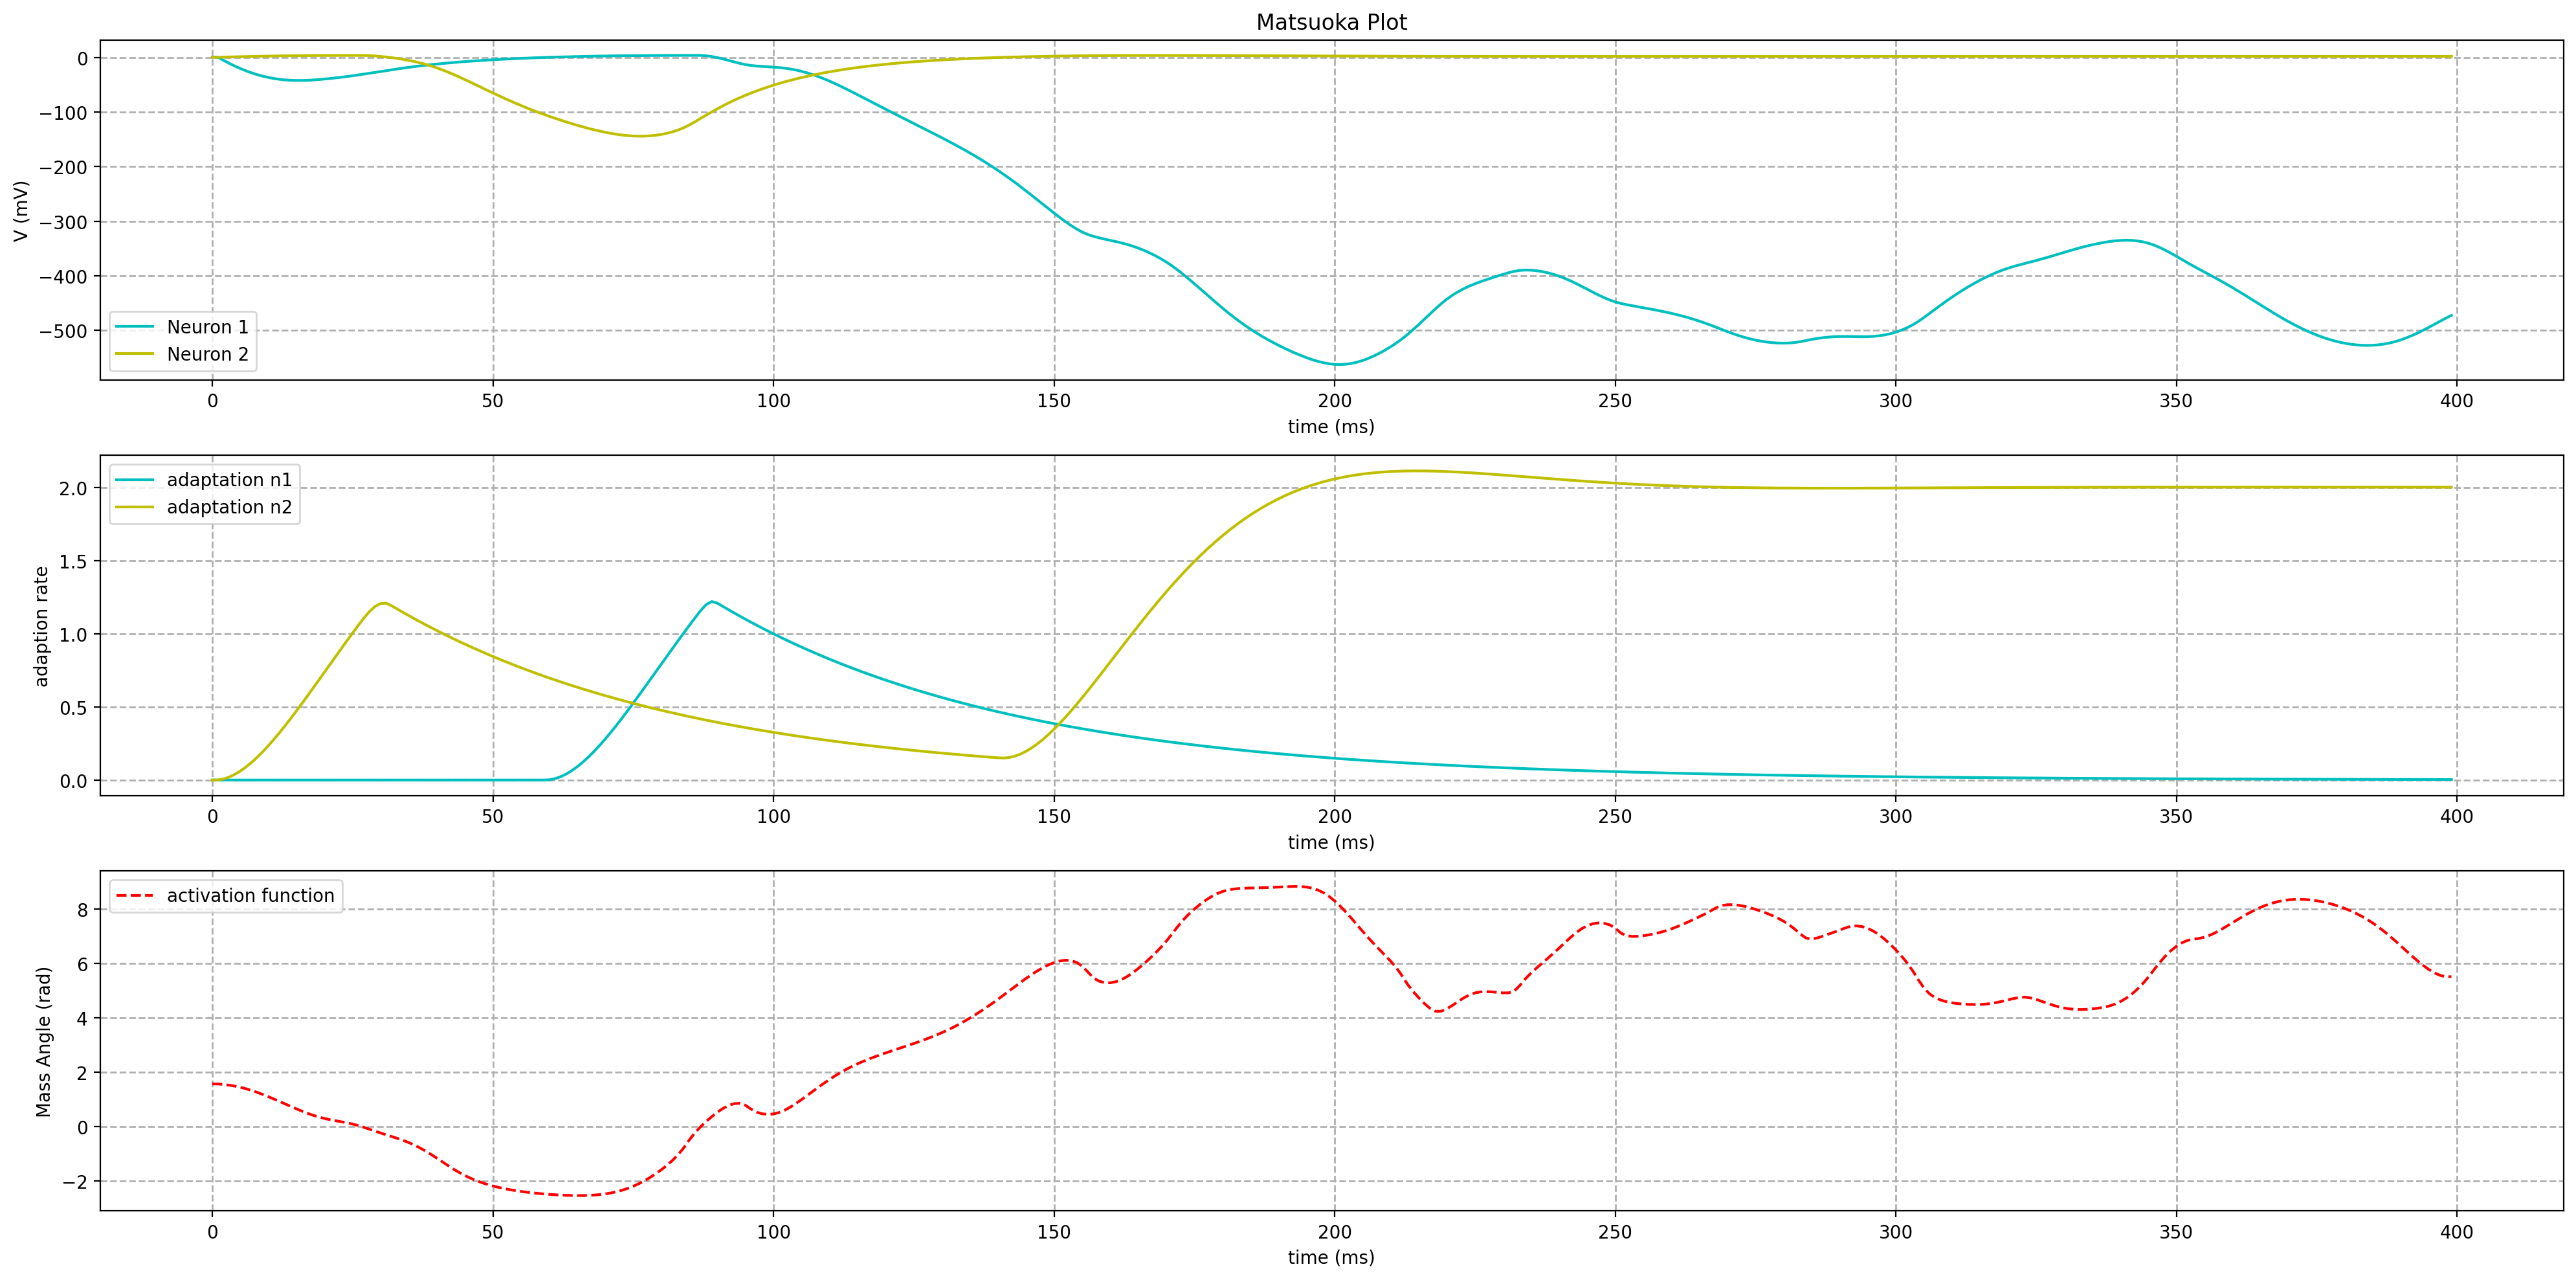 Matsuoka Plot
0
−100
−200
−300
−400
−500
V (mV)
Neuron 1
Neuron 2
0 50 100 150 200 250 300 350 400
time (ms)
2.0
1.5
1.0
0.5
0.0
adaption rate
adaptation n1
adaptation n2
0 50 100 150 200 250 300 350 400
time (ms)
8
6
4
2
0
−2
Mass Angle (rad)
activation function
0 50 100 150 200 250 300 350 400
time (ms)